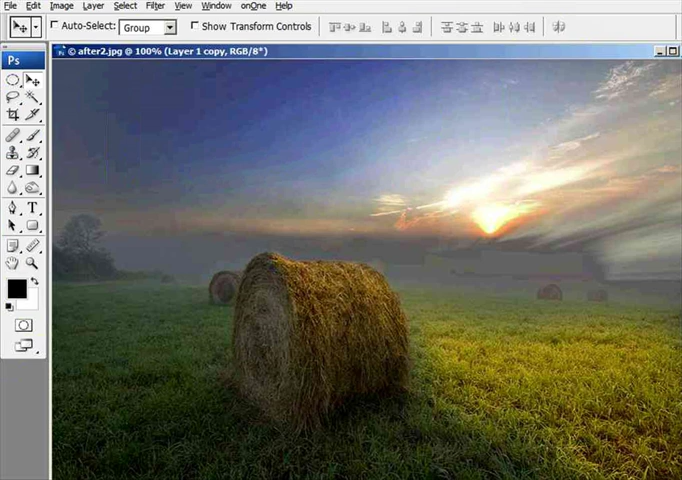 File Edit Image Layer Select Filter View Window onOne Help
Auto-Select: Group Show Transform Controls
© after2.jpg @ 100% (Layer 1 copy, RGB/8*)
Ps
T